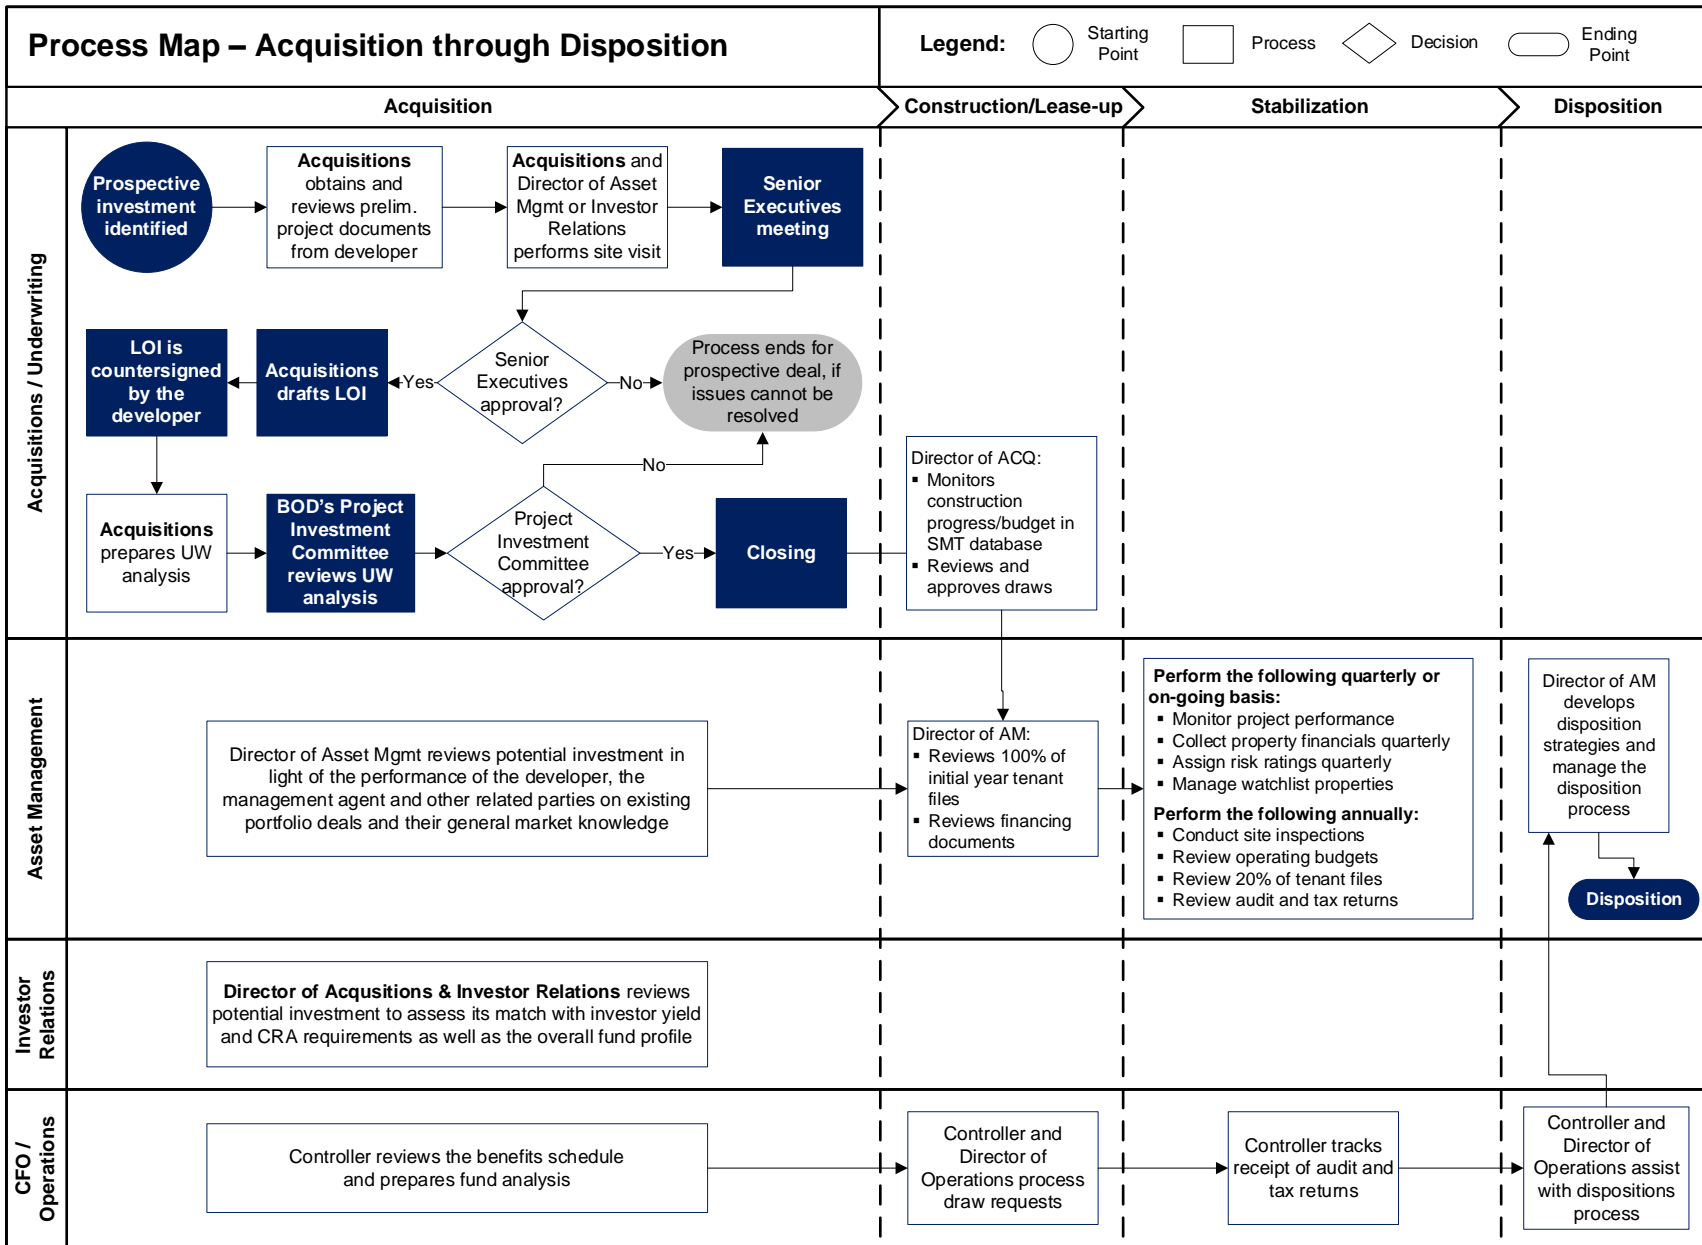 Process Map – Acquisition through Disposition
Legend:
Starting
Point
Process
Decision
Ending
Point
Acquisition
Construction/Lease-up
Stabilization
Disposition
Acquisitions / Underwriting
Prospective
investment
identified
Acquisitions
obtains and
reviews prelim.
project documents
from developer
Acquisitions and
Director of Asset
Mgmt or Investor
Relations
performs site visit
Senior
Executives
meeting
LOI is
countersigned
by the
developer
Acquisitions
drafts LOI
Yes
Senior
Executives
approval?
No
Process ends for
prospective deal, if
issues cannot be
resolved
No
Acquisitions
prepares UW
analysis
BOD's Project
Investment
Committee
reviews UW
analysis
Project
Investment
Committee
approval?
Yes
Closing
Director of ACQ:
▪ Monitors
construction
progress/budget in
SMT database
▪ Reviews and
approves draws
Asset Management
Director of Asset Mgmt reviews potential investment in
light of the performance of the developer, the
management agent and other related parties on existing
portfolio deals and their general market knowledge
Director of AM:
▪ Reviews 100% of
initial year tenant
files
▪ Reviews financing
documents
Perform the following quarterly or
on-going basis:
▪ Monitor project performance
▪ Collect property financials quarterly
▪ Assign risk ratings quarterly
▪ Manage watchlist properties
Perform the following annually:
▪ Conduct site inspections
▪ Review operating budgets
▪ Review 20% of tenant files
▪ Review audit and tax returns
Director of AM
develops
disposition
strategies and
manage the
disposition
process
Disposition
Investor
Relations
Director of Acqusitions & Investor Relations reviews
potential investment to assess its match with investor yield
and CRA requirements as well as the overall fund profile
CFO /
Operations
Controller reviews the benefits schedule
and prepares fund analysis
Controller and
Director of
Operations process
draw requests
Controller tracks
receipt of audit and
tax returns
Controller and
Director of
Operations assist
with dispositions
process